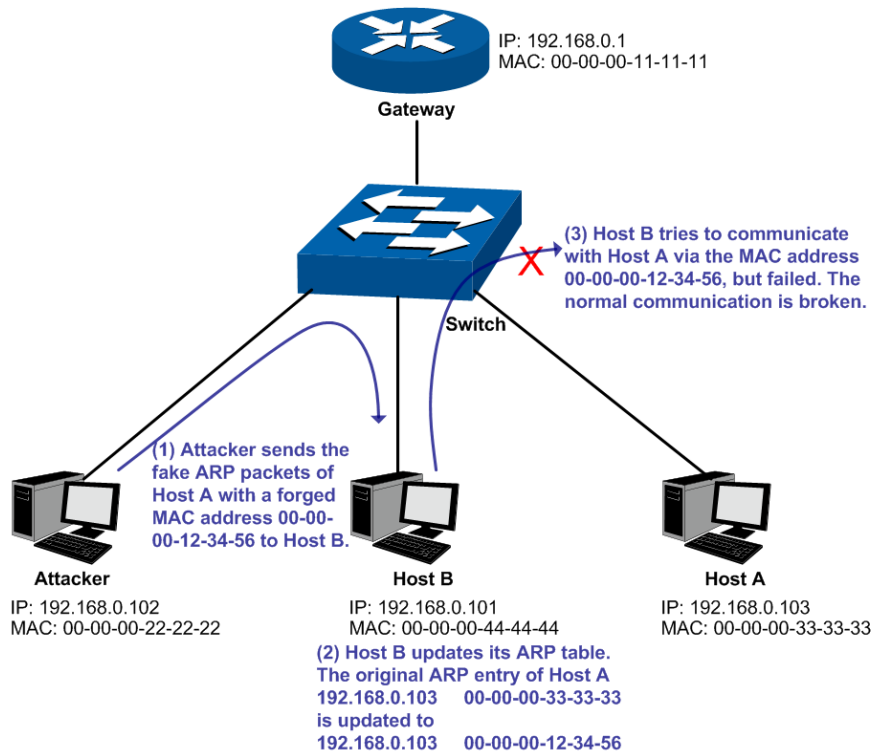 IP: 192.168.0.1
MAC: 00-00-00-11-11-11
Gateway
(3) Host B tries to communicate
with Host A via the MAC address
00-00-00-12-34-56, but failed. The
normal communication is broken.
X
Switch
(1) Attacker sends the
fake ARP packets of
Host A with a forged
MAC address 00-00-
00-12-34-56 to Host B.
Attacker
IP: 192.168.0.102
MAC: 00-00-00-22-22-22
Host B
IP: 192.168.0.101
MAC: 00-00-00-44-44-44
Host A
IP: 192.168.0.103
MAC: 00-00-00-33-33-33
(2) Host B updates its ARP table.
The original ARP entry of Host A
192.168.0.103 00-00-00-33-33-33
is updated to
192.168.0.103 00-00-00-12-34-56